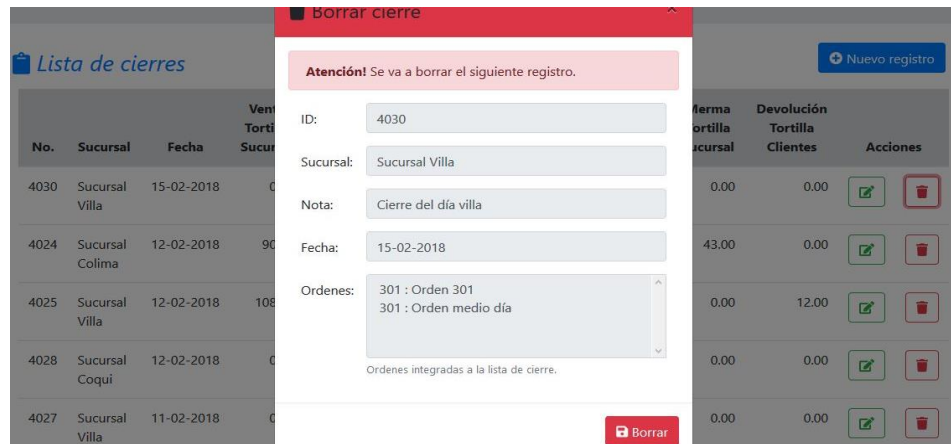 Borrar cierre
Lista de cierres
Nuevo registro
Atención! Se va a borrar el siguiente registro.
No. Sucursal Fecha
Devolución
Tortilla
Clientes
Acciones
ID: 4030
Sucursal: Sucursal Villa
Nota: Cierre del día villa
Fecha: 15-02-2018
Ordenes: 301 : Orden 301
301 : Orden medio día
Ordenes integradas a la lista de cierre.
Borrar
4030 Sucursal Villa 15-02-2018 0.00 0.00
4024 Sucursal Colima 12-02-2018 43.00 0.00
4025 Sucursal Villa 12-02-2018 0.00 12.00
4028 Sucursal Coqui 12-02-2018 0.00 0.00
4027 Sucursal Villa 11-02-2018 0.00 0.00